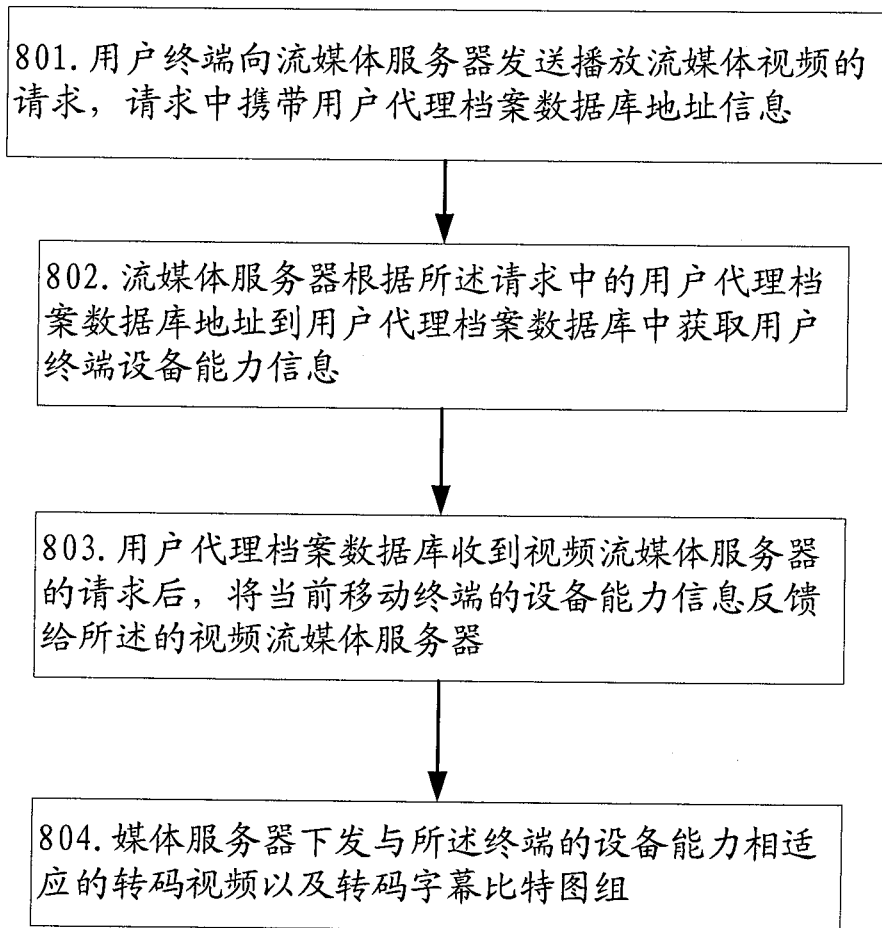 801.用户终端向流媒体服务器发送播放流媒体视频的
请求，请求中携带用户代理档案数据库地址信息
802.流媒体服务器根据所述请求中的用户代理档
案数据库地址到用户代理档案数据库中获取用户
终端设备能力信息
803.用户代理档案数据库收到视频流媒体服务器
的请求后，将当前移动终端的设备能力信息反馈
给所述的视频流媒体服务器
804.媒体服务器下发与所述终端的设备能力相适
应的转码视频以及转码字幕比特图组